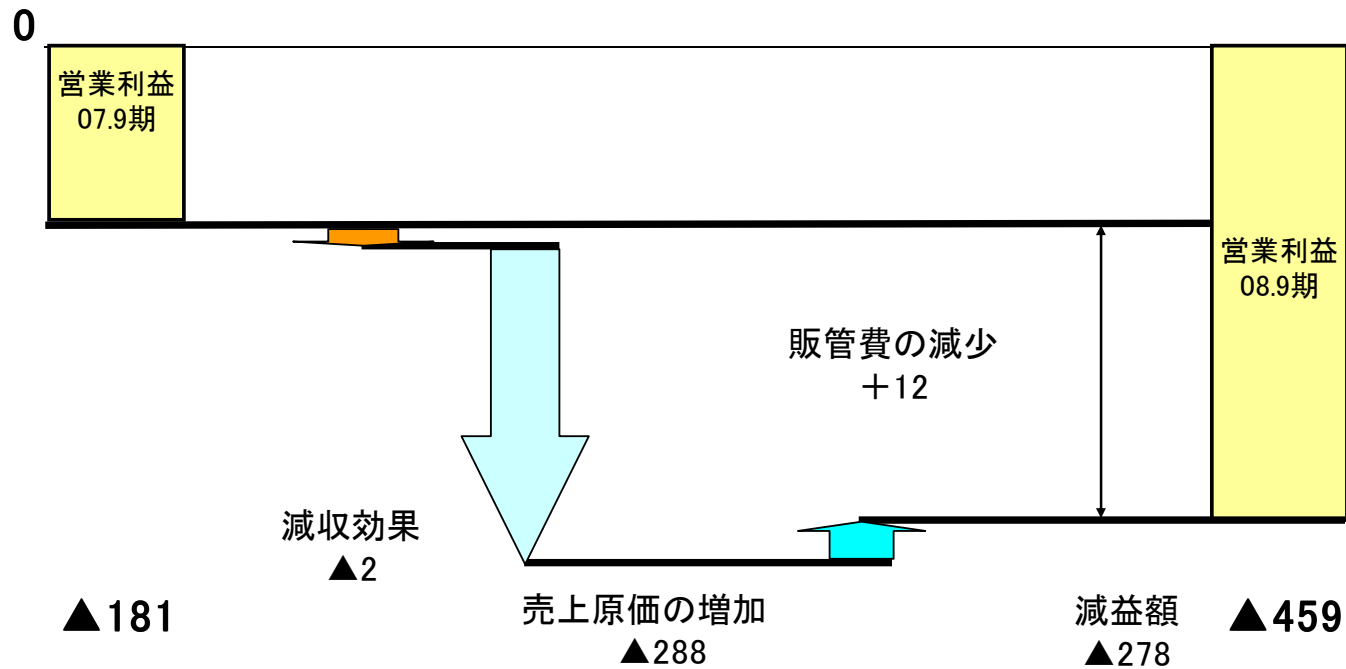 0
営業利益
07.9期
営業利益
08.9期
販管費の減少
＋12
減収効果
▲2
売上原価の増加
▲288
減益額
▲278
▲181
▲459